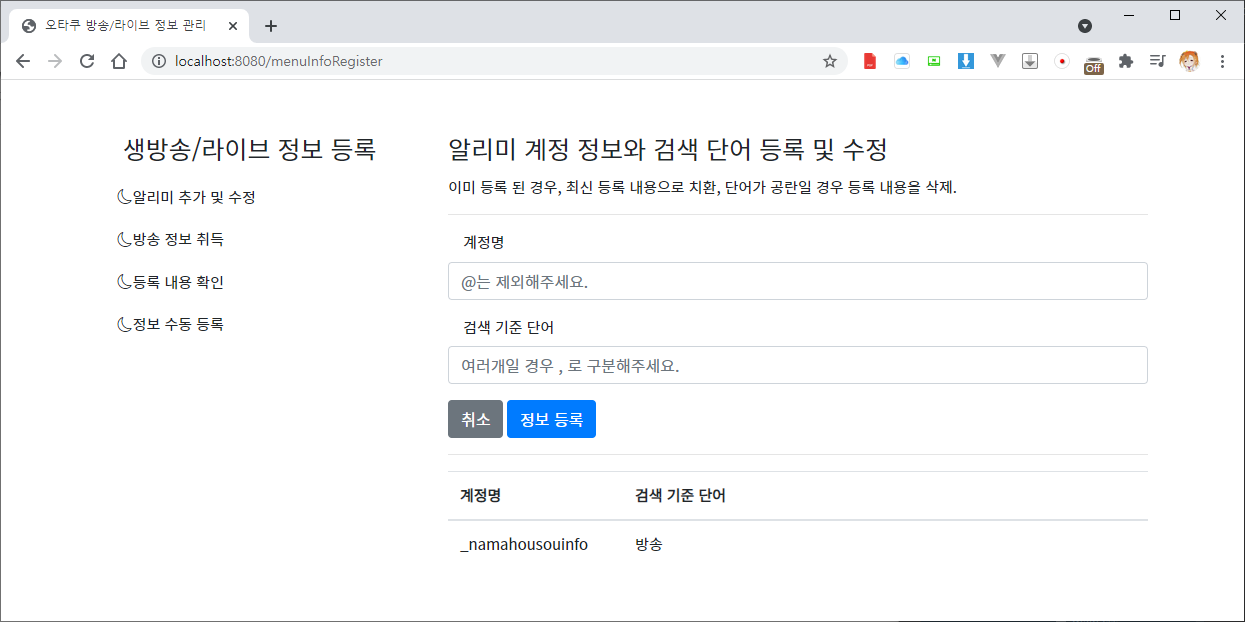 오타쿠 방송/라이브 정보 관리
localhost:8080/menuInfoRegister
Off
생방송/라이브 정보 등록
알리미 추가 및 수정
방송 정보 취득
등록 내용 확인
정보 수동 등록
알리미 계정 정보와 검색 단어 등록 및 수정
이미 등록 된 경우, 최신 등록 내용으로 치환, 단어가 공란일 경우 등록 내용을 삭제.
계정명
@는 제외해주세요.
검색 기준 단어
여러개일 경우 , 로 구분해주세요.
취소 정보 등록
계정명 검색 기준 단어
_namahousouinfo 방송